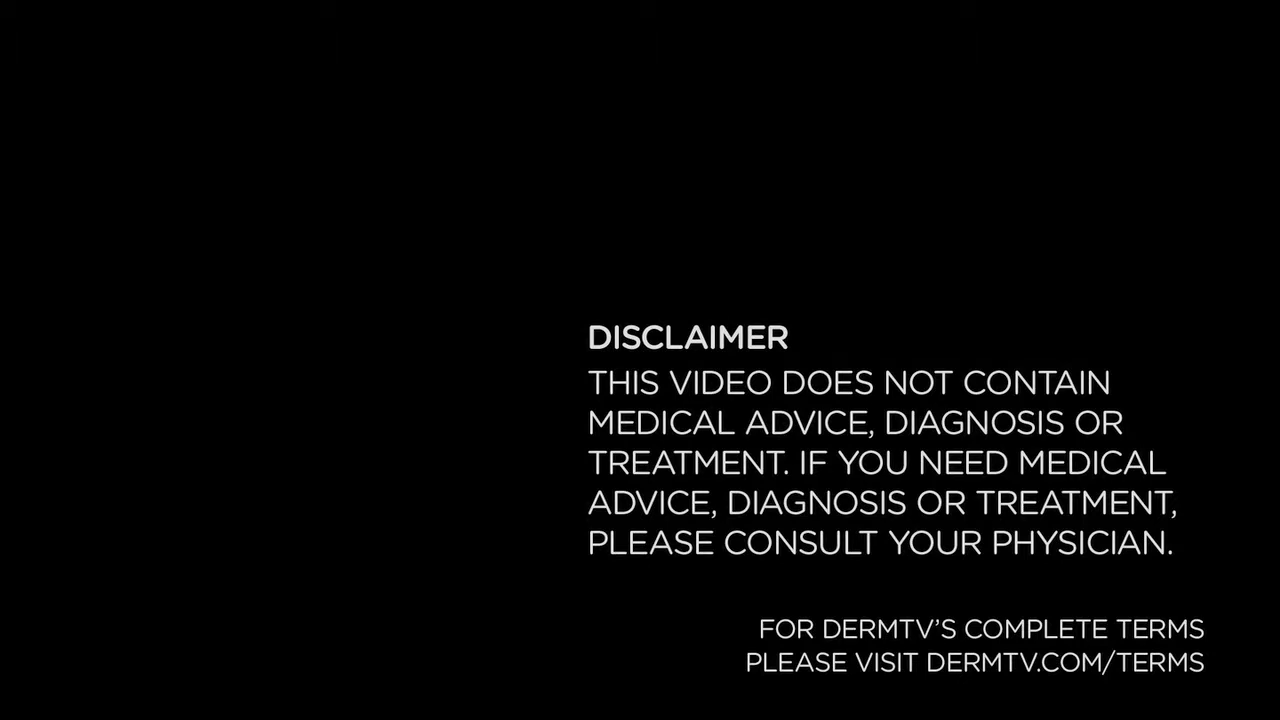 DISCLAIMER
THIS VIDEO DOES NOT CONTAIN
MEDICAL ADVICE, DIAGNOSIS OR
TREATMENT. IF YOU NEED MEDICAL
ADVICE, DIAGNOSIS OR TREATMENT,
PLEASE CONSULT YOUR PHYSICIAN.
FOR DERMTV’S COMPLETE TERMS
PLEASE VISIT DERMTV.COM/TERMS